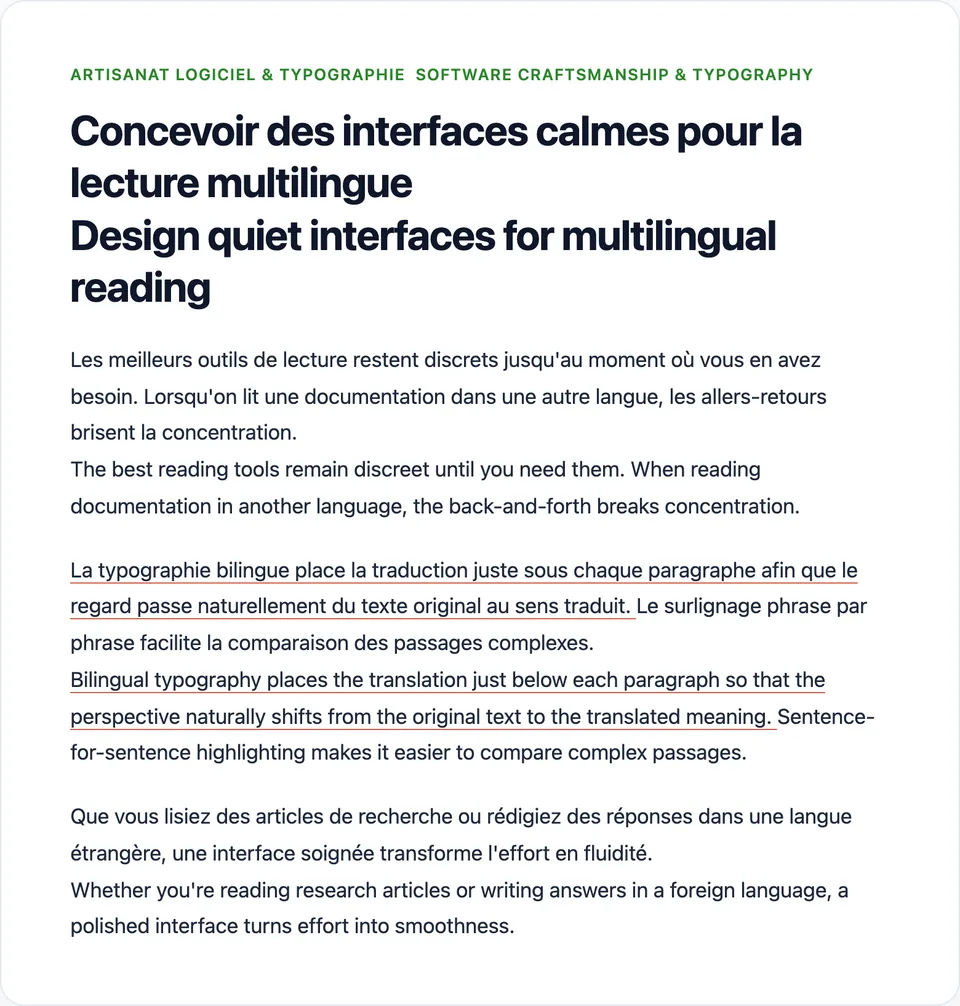 ARTISANAT LOGICIEL & TYPOGRAPHIE SOFTWARE CRAFTSMANSHIP & TYPOGRAPHY
Concevoir des interfaces calmes pour la
lecture multilingue
Design quiet interfaces for multilingual
reading
Les meilleurs outils de lecture restent discrets jusqu'au moment où vous en avez
besoin. Lorsqu'on lit une documentation dans une autre langue, les allers-retours
brisent la concentration.
The best reading tools remain discreet until you need them. When reading
documentation in another language, the back-and-forth breaks concentration.
La typographie bilingue place la traduction juste sous chaque paragraphe afin que le
regard passe naturellement du texte original au sens traduit. Le surlignage phrase par
phrase facilite la comparaison des passages complexes.
Bilingual typography places the translation just below each paragraph so that the
perspective naturally shifts from the original text to the translated meaning. Sentence-
for-sentence highlighting makes it easier to compare complex passages.
Que vous lisiez des articles de recherche ou rédigiez des réponses dans une langue
étrangère, une interface soignée transforme l'effort en fluidité.
Whether you're reading research articles or writing answers in a foreign language, a
polished interface turns effort into smoothness.